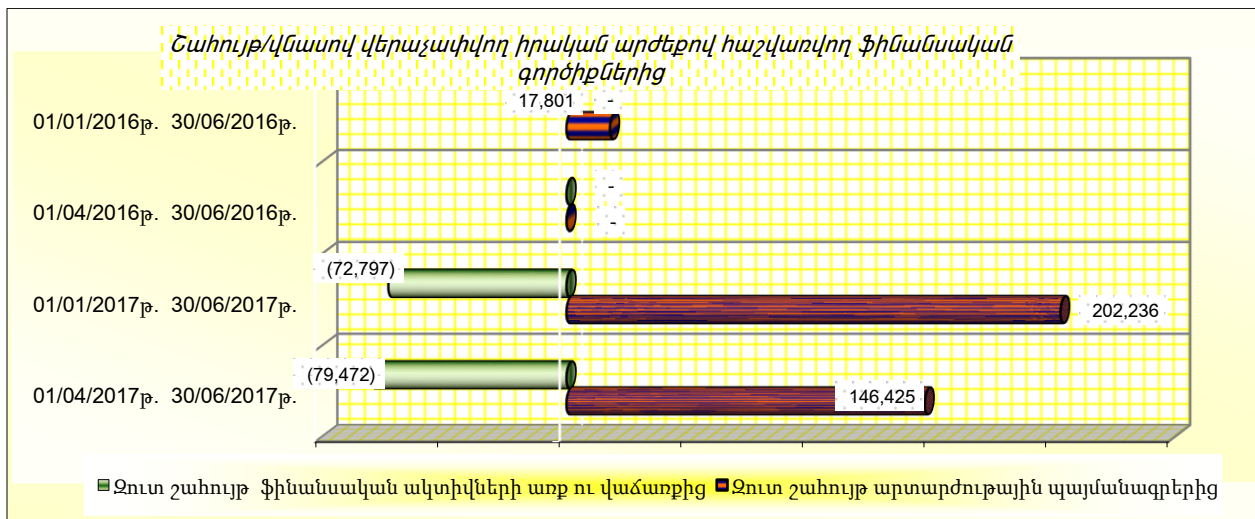 Շահույթ/վնասով վերաչափվող իրական արժեքով հաշվառվող ֆինանսական
գործիքներից
17,801 -
01/01/2016թ. 30/06/2016թ.
-
01/04/2016թ. 30/06/2016թ.
-
(72,797)
01/01/2017թ. 30/06/2017թ.
202,236
(79,472)
01/04/2017թ. 30/06/2017թ.
146,425
Զուտ շահույթ ֆինանսական ակտիվների առք ու վաճառքից Զուտ շահույթ արտարժութային պայմանագրերից